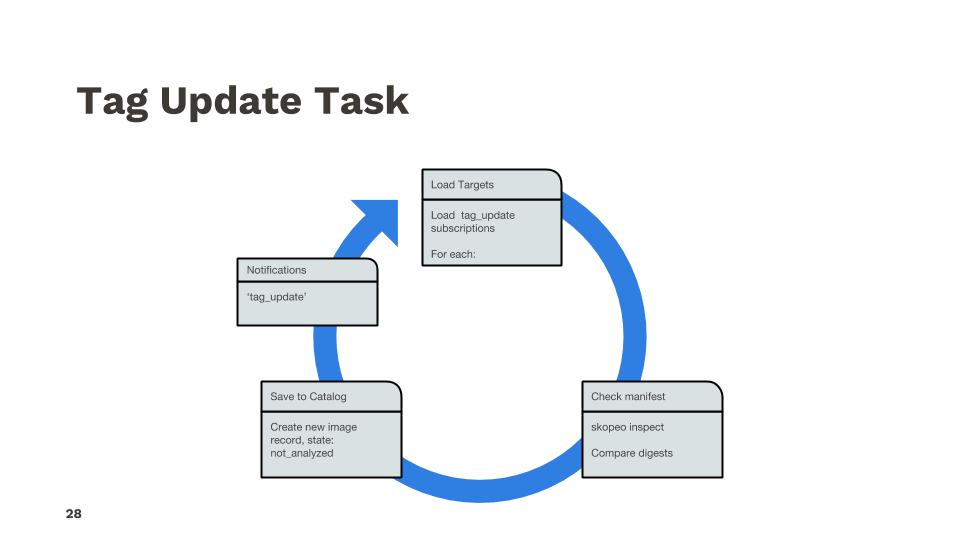 Tag Update Task
Load Targets
Load tag_update
subscriptions
For each:
Notifications
‘tag_update’
Save to Catalog
Create new image
record, state:
not_analyzed
Check manifest
skopeo inspect
Compare digests
28